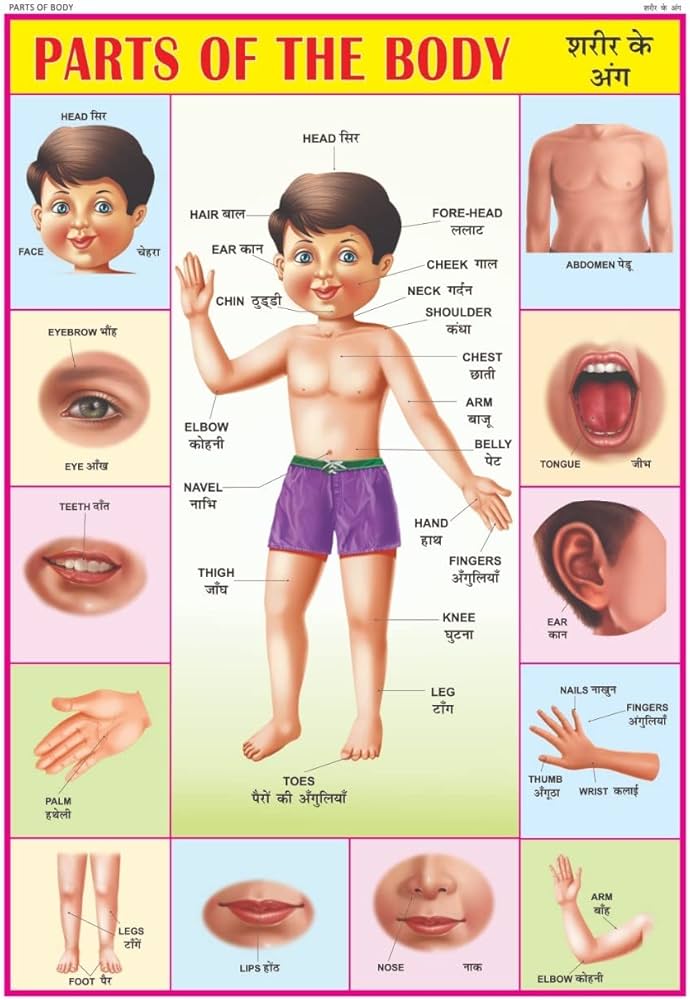 PARTS OF BODY
शरीर के अंग
PARTS OF THE BODY
शरीर के
अंग
HEAD सिर
FACE
चेहरा
EYEBROW भौंह
EYE आँख
TEETH दाँत
PALM
हथेली
HEAD सिर
HAIR बाल
FORE-HEAD
ललाट
EAR कान
CHEEK गाल
NECK गर्दन
CHIN ठुड्डी
SHOULDER
कंधा
CHEST
छाती
ARM
बाजू
ELBOW
कोहनी
BELLY
पेट
NAVEL
नाभि
HAND
हाथ
FINGERS
अँगुलियाँ
THIGH
जाँघ
KNEE
घुटना
LEG
टाँग
TOES
पैरों की अँगुलियाँ
ABDOMEN पेडू
TONGUE
जीभ
EAR
कान
NAILS नाखुन
FINGERS
अंगुलियाँ
THUMB
अँगूठा
WRIST कलाई
LEGS
टाँगें
FOOT पैर
LIPS होंठ
NOSE
नाक
ARM
बाँह
ELBOW कोहनी